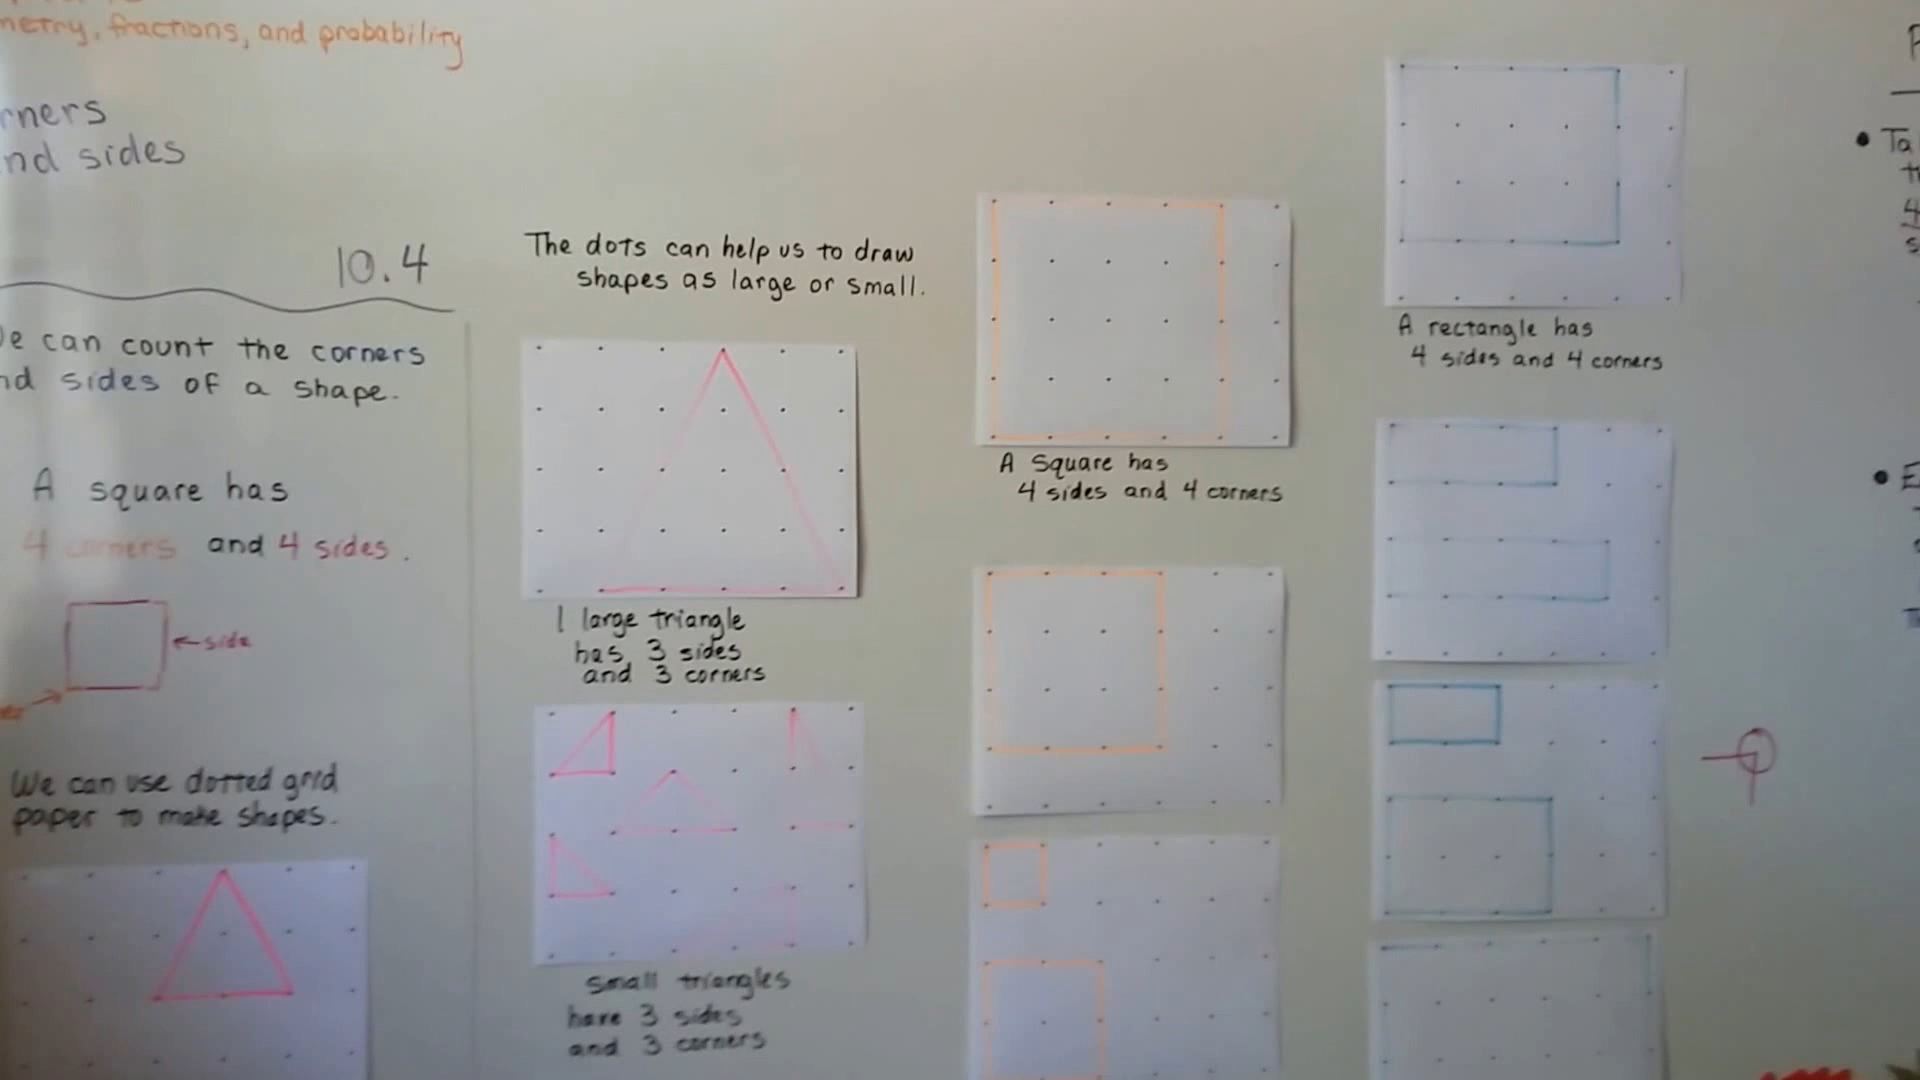 fractions, and probability
rners
nd sides
10.4
e can count the corners
nd sides of a shape.
A square has
4 corners and 4 sides.
←side
We can use dotted grid
paper to make shapes.
The dots can help us to draw
shapes as large or small.
1 large triangle
has 3 sides
and 3 corners
small triangles
have 3 sides
and 3 corners
A square has
4 sides and 4 corners
A rectangle has
4 sides and 4 corners